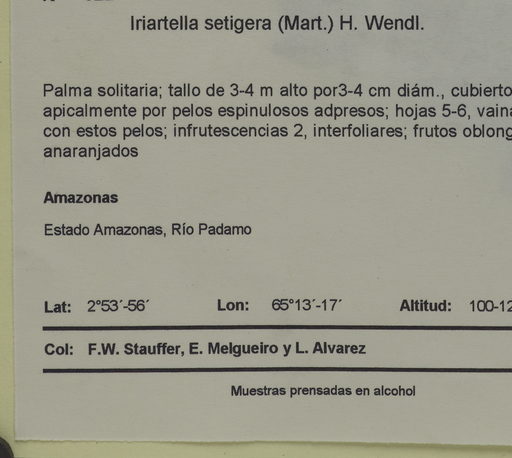 Iriartella setigera (Mart.) H. Wendl.
Palma solitaria; tallo de 3-4 m alto por3-4 cm diám., cubierto
apicalmente por pelos espinulosos adpresos; hojas 5-6, vaina
con estos pelos; infrutescencias 2, interfoliares; frutos oblong
anaranjados
Amazonas
Estado Amazonas, Río Padamo
Lat: 2°53´-56´ Lon: 65°13´-17´ Altitud: 100-12
Col: F.W. Stauffer, E. Melgueiro y L. Alvarez
Muestras prensadas en alcohol